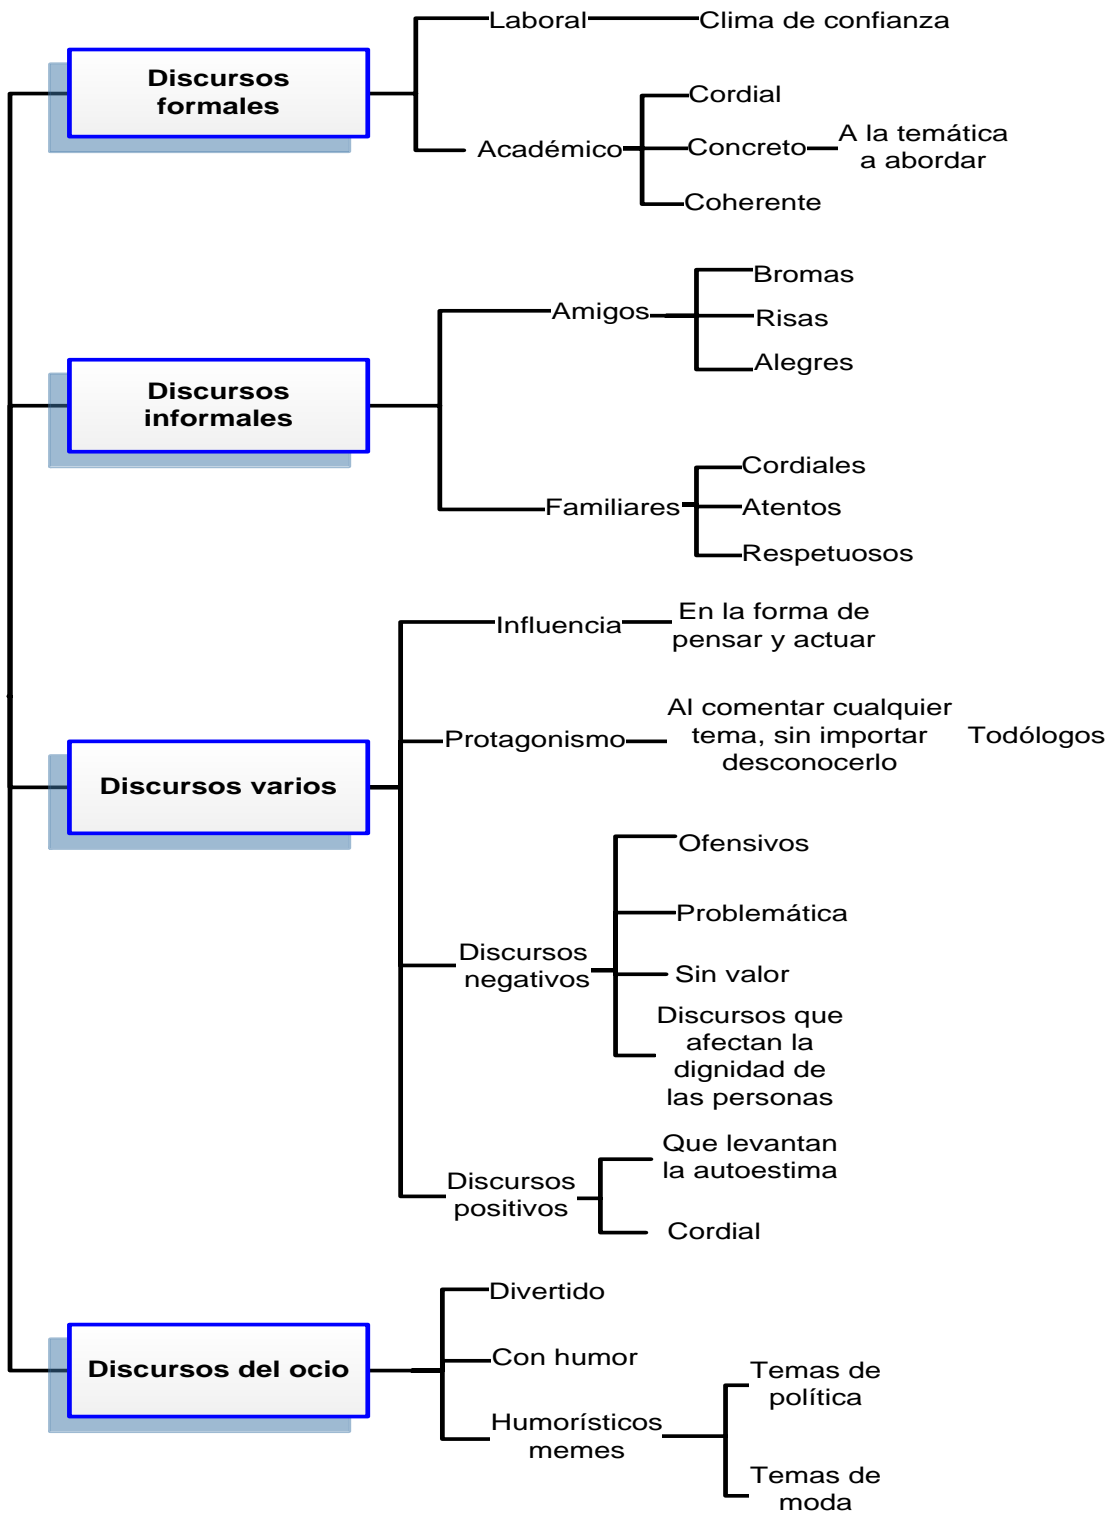 Laboral
Clima de confianza
Discursos
formales
Cordial
Académico
Concreto
A la temática
a abordar
Coherente
Bromas
Amigos
Risas
Alegres
Discursos
informales
Cordiales
Familiares
Atentos
Respetuosos
Influencia
En la forma de
pensar y actuar
Protagonismo
Al comentar cualquier
tema, sin importar
desconocerlo
Todólogos
Discursos varios
Ofensivos
Problemática
Discursos
negativos
Sin valor
Discursos que
afectan la
dignidad de
las personas
Discursos
positivos
Que levantan
la autoestima
Cordial
Divertido
Discursos del ocio
Con humor
Humorísticos
memes
Temas de
política
Temas de
moda